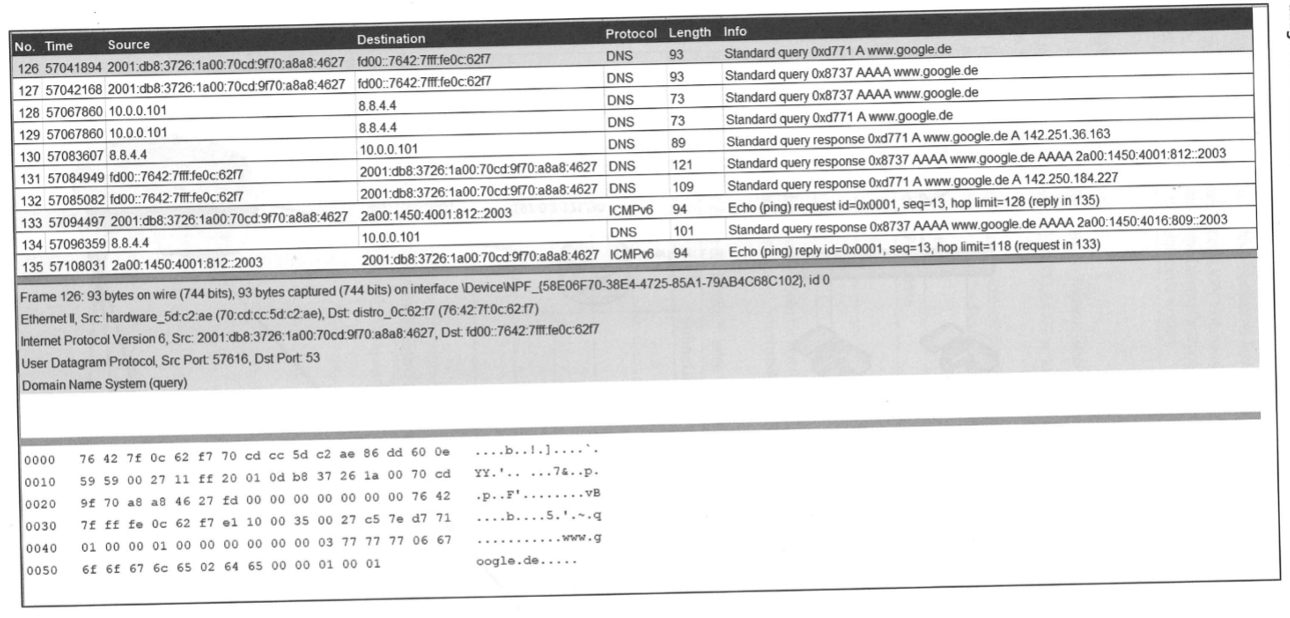 No. Time Source Destination Protocol Length Info
126 57041894 2001:db8:3726:1a00:70cd:9f70:a8a8:4627 fd00::7642:7fff:fe0c:62f7 DNS 93 Standard query 0xd771 A www.google.de
127 57042168 2001:db8:3726:1a00:70cd:9f70:a8a8:4627 fd00::7642:7fff:fe0c:62f7 DNS 93 Standard query 0x8737 AAAA www.google.de
128 57067860 10.0.0.101 8.8.4.4 DNS 73 Standard query 0x8737 AAAA www.google.de
129 57067860 10.0.0.101 8.8.4.4 DNS 73 Standard query 0xd771 A www.google.de
130 57083607 8.8.4.4 10.0.0.101 DNS 89 Standard query response 0xd771 A www.google.de A 142.251.36.163
131 57084949 fd00::7642:7fff:fe0c:62f7 2001:db8:3726:1a00:70cd:9f70:a8a8:4627 DNS 121 Standard query response 0x8737 AAAA www.google.de AAAA 2a00:1450:4001:812::2003
132 57085082 fd00::7642:7fff:fe0c:62f7 2001:db8:3726:1a00:70cd:9f70:a8a8:4627 DNS 109 Standard query response 0xd771 A www.google.de A 142.250.184.227
133 57094497 2001:db8:3726:1a00:70cd:9f70:a8a8:4627 2a00:1450:4001:812::2003 ICMPv6 94 Echo (ping) request id=0x0001, seq=13, hop limit=128 (reply in 135)
134 57096359 8.8.4.4 10.0.0.101 DNS 101 Standard query response 0x8737 AAAA www.google.de AAAA 2a00:1450:4016:809::2003
135 57108031 2a00:1450:4001:812::2003 2001:db8:3726:1a00:70cd:9f70:a8a8:4627 ICMPv6 94 Echo (ping) reply id=0x0001, seq=13, hop limit=118 (request in 133)
Frame 126: 93 bytes on wire (744 bits), 93 bytes captured (744 bits) on interface \Device\NPF_{58E06F70-38E4-4725-85A1-79AB4C68C102}, id 0
Ethernet II, Src: hardware_5d:c2:ae (70:cd:cc:5d:c2:ae), Dst: distro_0c:62:f7 (76:42:7f:0c:62:f7)
Internet Protocol Version 6, Src: 2001:db8:3726:1a00:70cd:9f70:a8a8:4627, Dst: fd00::7642:7fff:fe0c:62f7
User Datagram Protocol, Src Port: 57616, Dst Port: 53
Domain Name System (query)
0000 76 42 7f 0c 62 f7 70 cd cc 5d c2 ae 86 dd 60 0e ....b..!.]....`.
0010 59 59 00 27 11 ff 20 01 0d b8 37 26 1a 00 70 cd YY.'.. ...7&..p.
0020 9f 70 a8 a8 46 27 fd 00 00 00 00 00 00 00 76 42 .p..F'........vB
0030 7f ff fe 0c 62 f7 e1 10 00 35 00 27 c5 7e d7 71 ....b....5.'.~.q
0040 01 00 00 01 00 00 00 00 00 00 03 77 77 77 06 67 ...........www.g
0050 6f 6f 67 6c 65 02 64 65 00 00 01 00 01 oogle.de.....